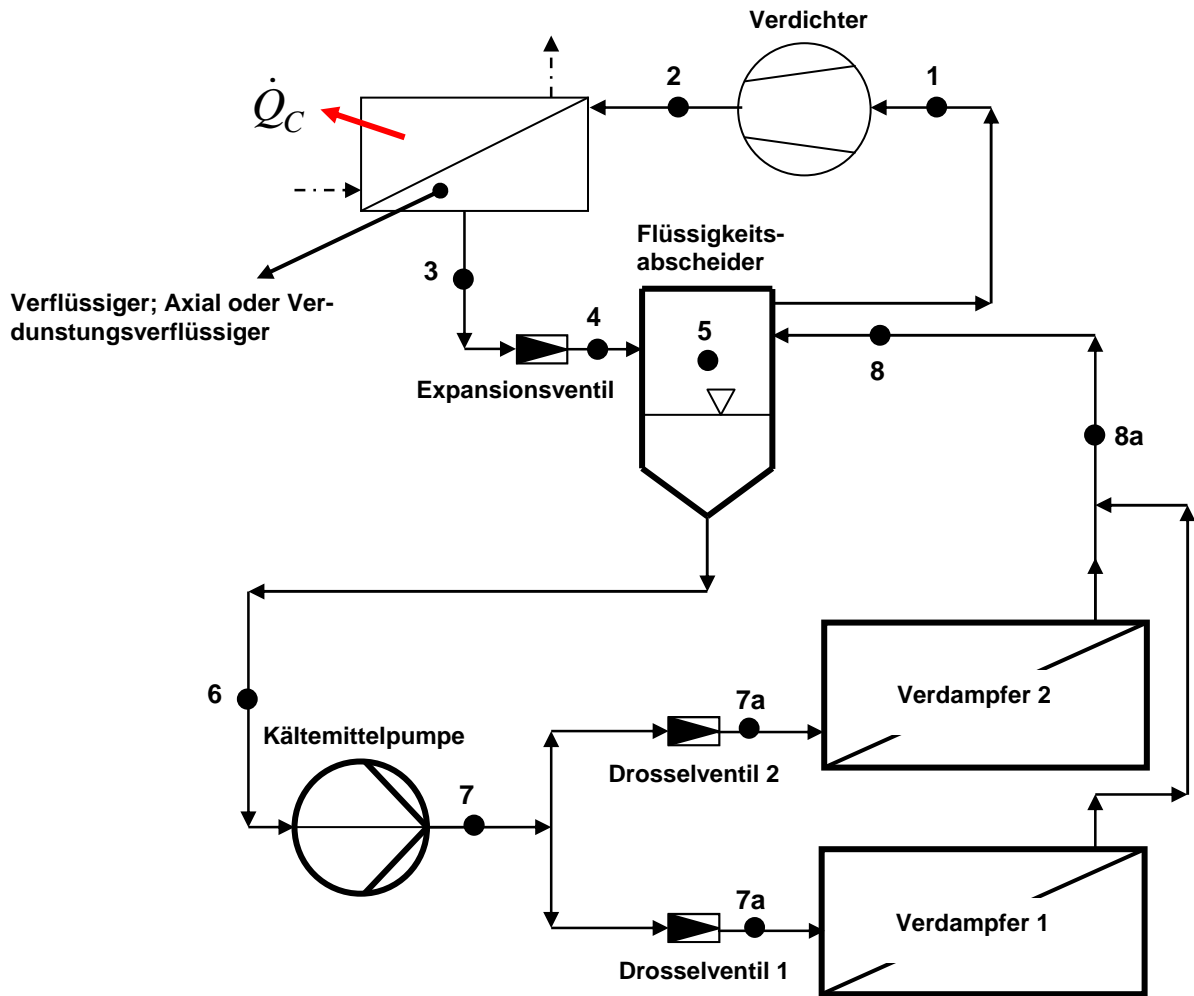 Verdichter
2
1
Q̇_C
Flüssigkeits-
abscheider
3
Verflüssiger; Axial oder Ver-
dunstungsverflüssiger
4
5
8
Expansionsventil
8a
6
Kältemittelpumpe
7a
Verdampfer 2
Drosselventil 2
7
7a
Verdampfer 1
Drosselventil 1